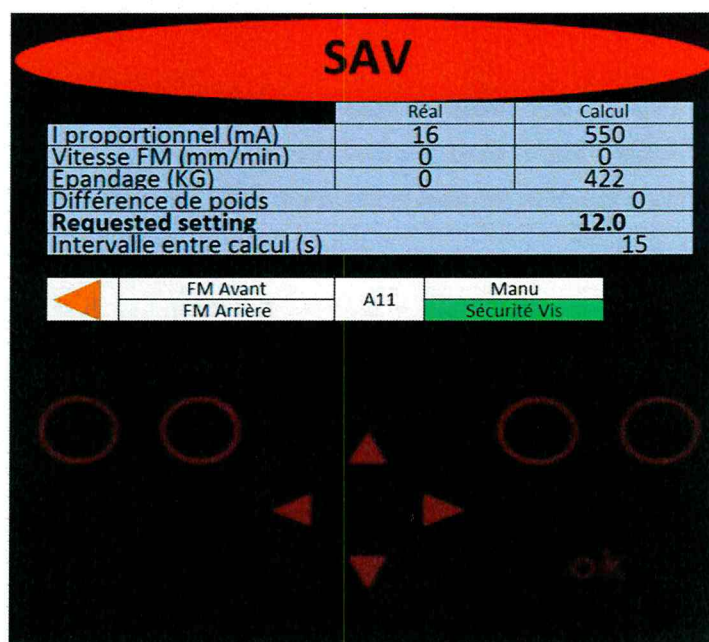 SAV
Réal Calcul
I proportionnel (mA) 16 550
Vitesse FM (mm/min) 0 0
Epandage (KG) 0 422
Différence de poids 0
Requested setting 12.0
Intervalle entre calcul (s) 15
FM Avant A11 Manu
FM Arrière Sécurité Vis
ok